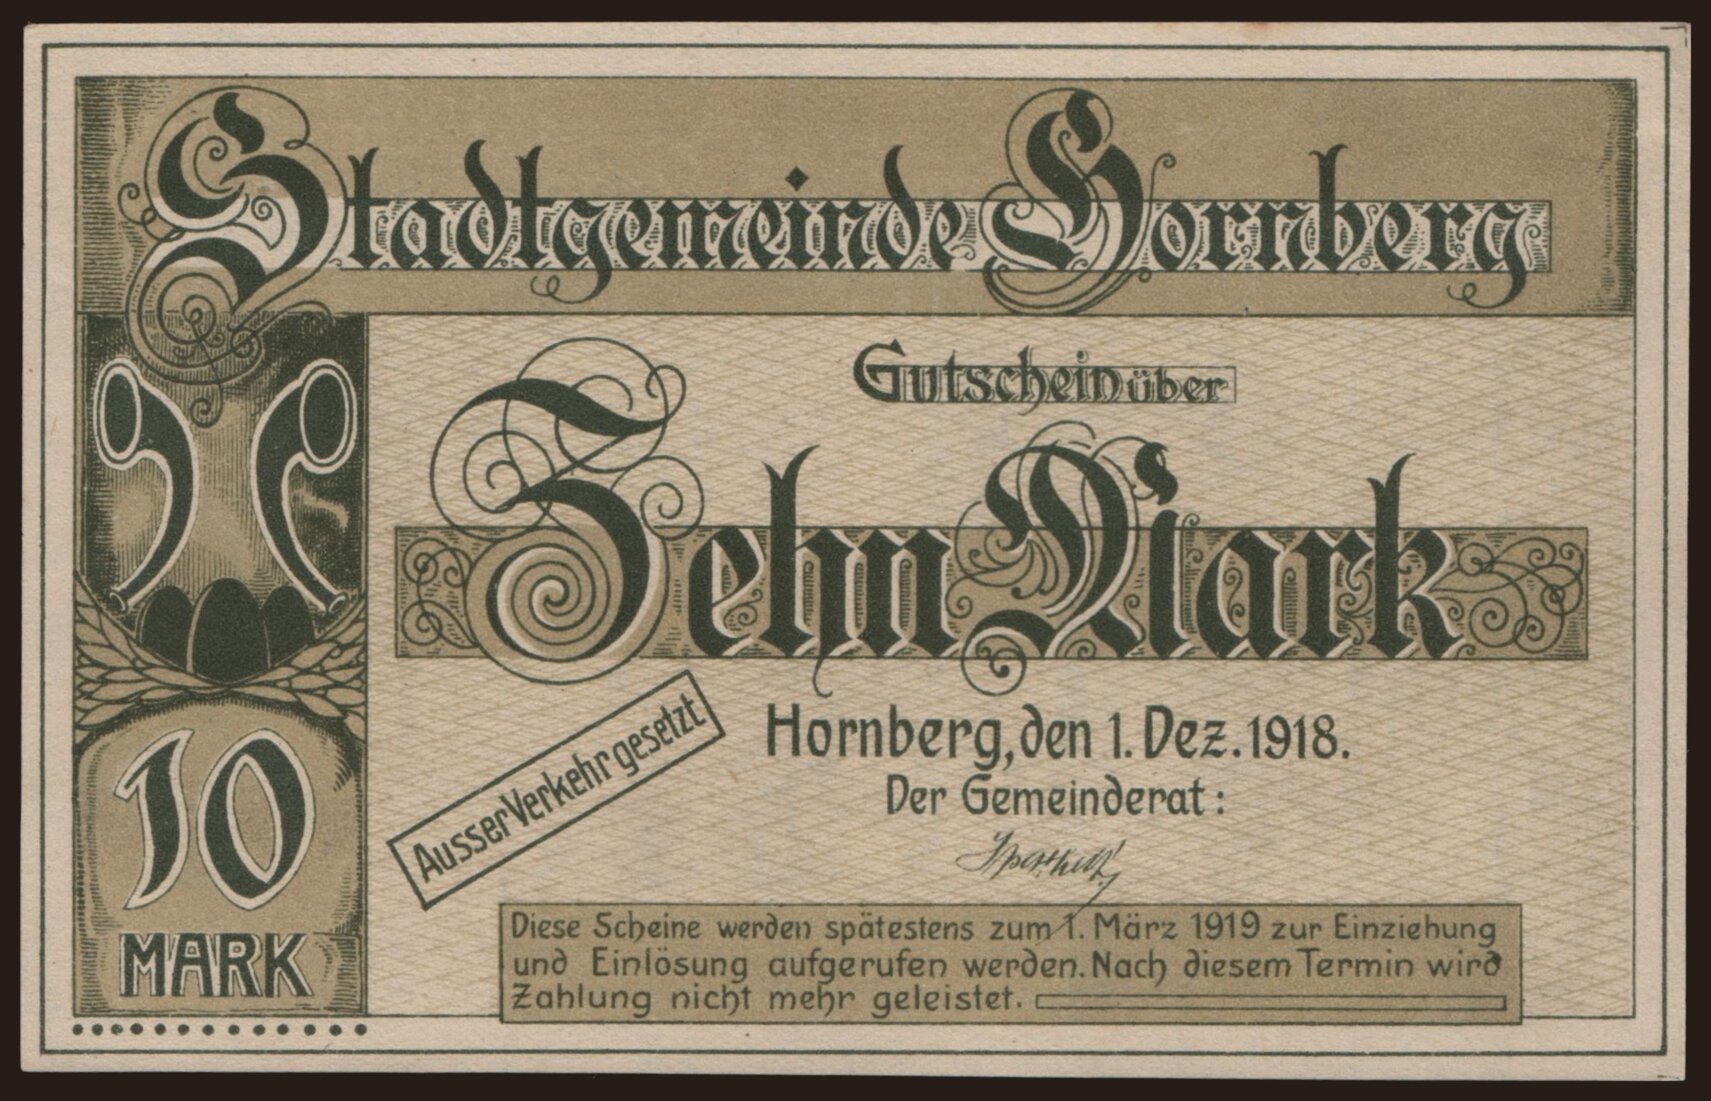 Stadtgemeinde Hornberg
Gutschein über
Zehn Mark
Hornberg, den 1. Dez. 1918.
Der Gemeinderat:
Ausser Verkehr gesetzt
10
MARK
Diese Scheine werden spätestens zum 1. März 1919 zur Einziehung
und Einlösung aufgerufen werden. Nach diesem Termin wird
Zahlung nicht mehr geleistet.